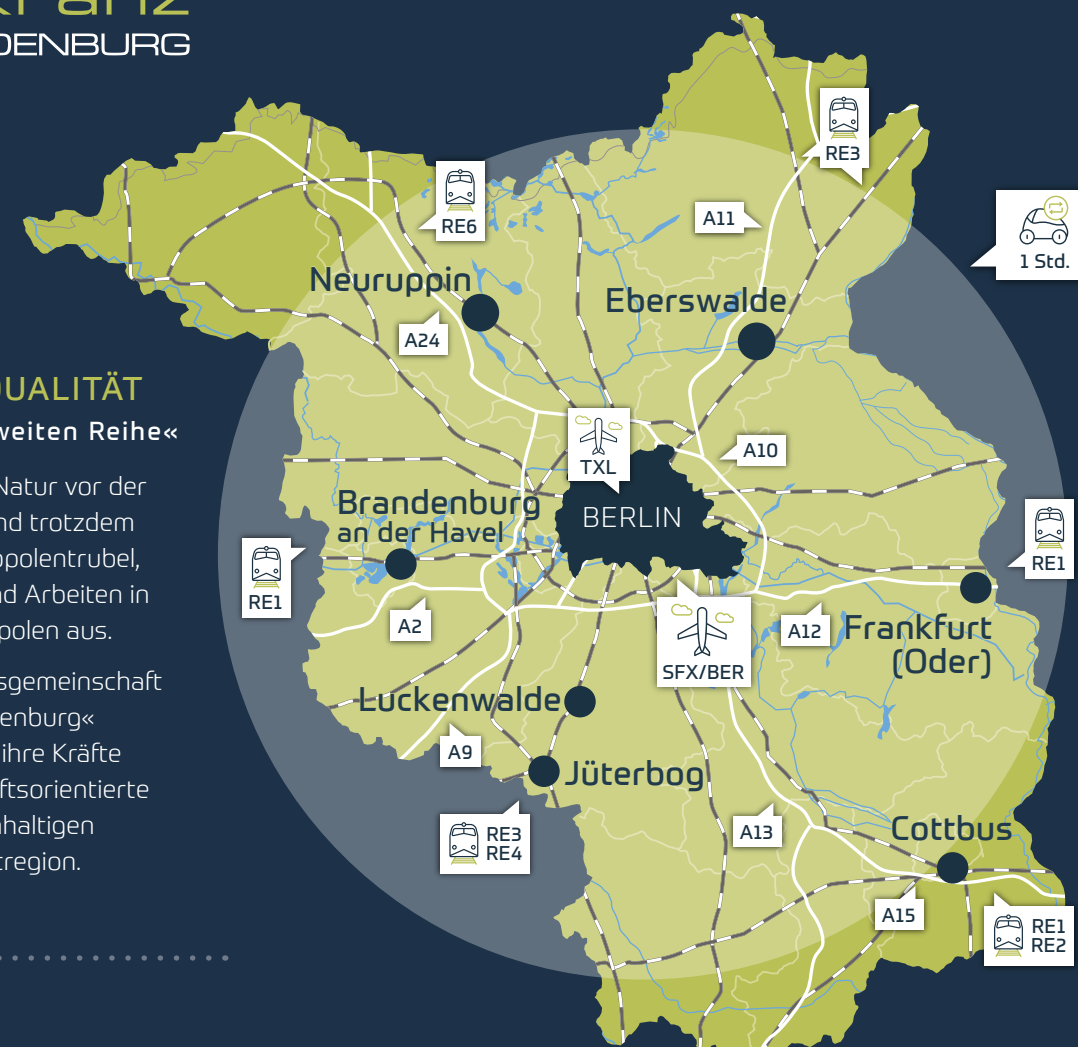 kranz
DENBURG
QUALITÄT
weiten Reihe«
Natur vor der
nd trotzdem
opolentrubel,
nd Arbeiten in
polen aus.
sgemeinschaft
enburg«
ihre Kräfte
ftsorientierte
haltigen
tregion.
RE3
RE6
A11
1 Std.
Neuruppin
Eberswalde
A24
TXL
A10
Brandenburg
an der Havel
BERLIN
RE1
RE1
A2
SFX/BER
A12
Frankfurt
(Oder)
Luckenwalde
A9
Jüterbog
RE3
RE4
A13
Cottbus
A15
RE1
RE2